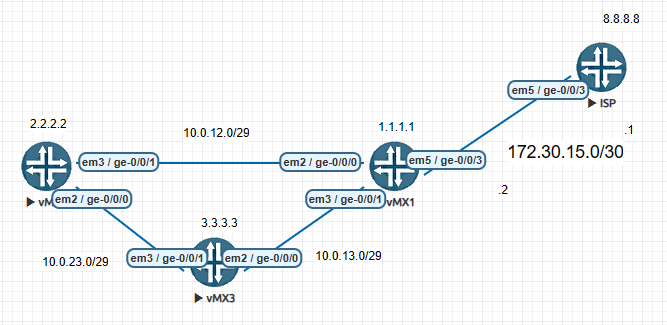 8.8.8.8
em5 / ge-0/0/3
ISP
2.2.2.2
10.0.12.0/29
1.1.1.1
.1
em3 / ge-0/0/1
em2 / ge-0/0/0
em5 / ge-0/0/3
172.30.15.0/30
vM
em2 / ge-0/0/0
em3 / ge-0/0/1
vMX1
.2
3.3.3.3
10.0.23.0/29
em3 / ge-0/0/1
em2 / ge-0/0/0
10.0.13.0/29
vMX3